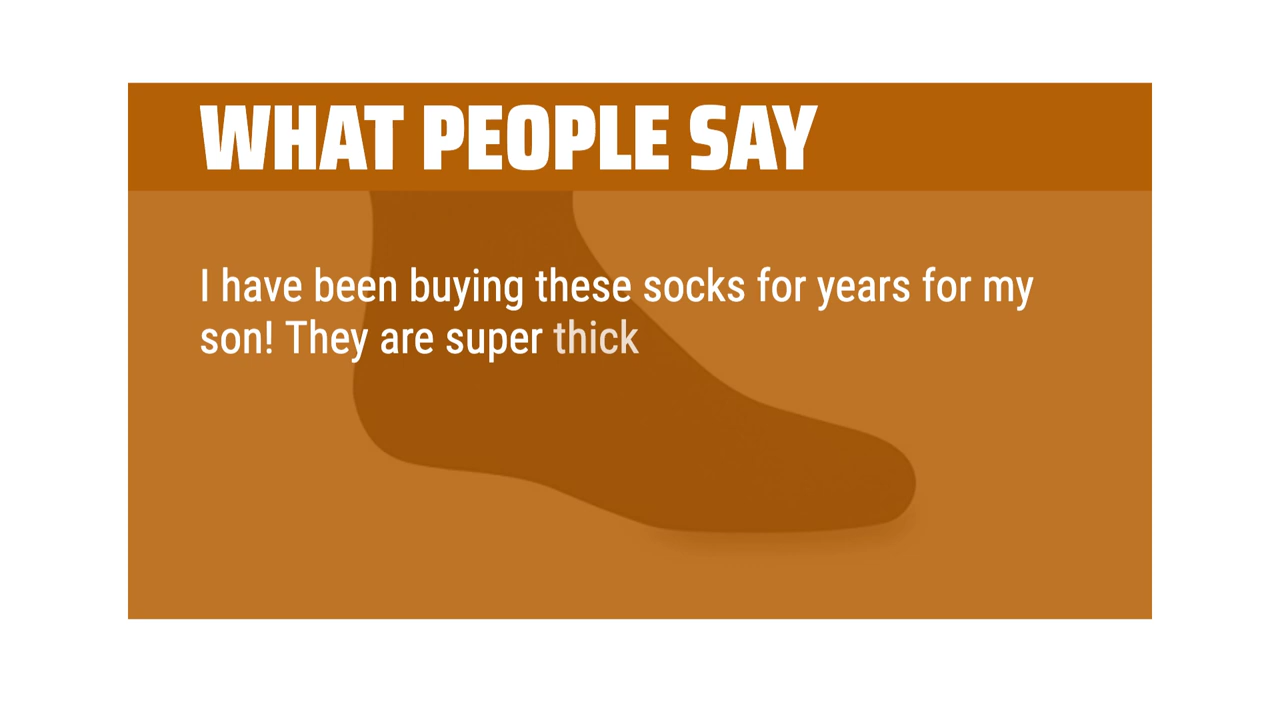 WHAT PEOPLE SAY
I have been buying these socks for years for my
son! They are super thick